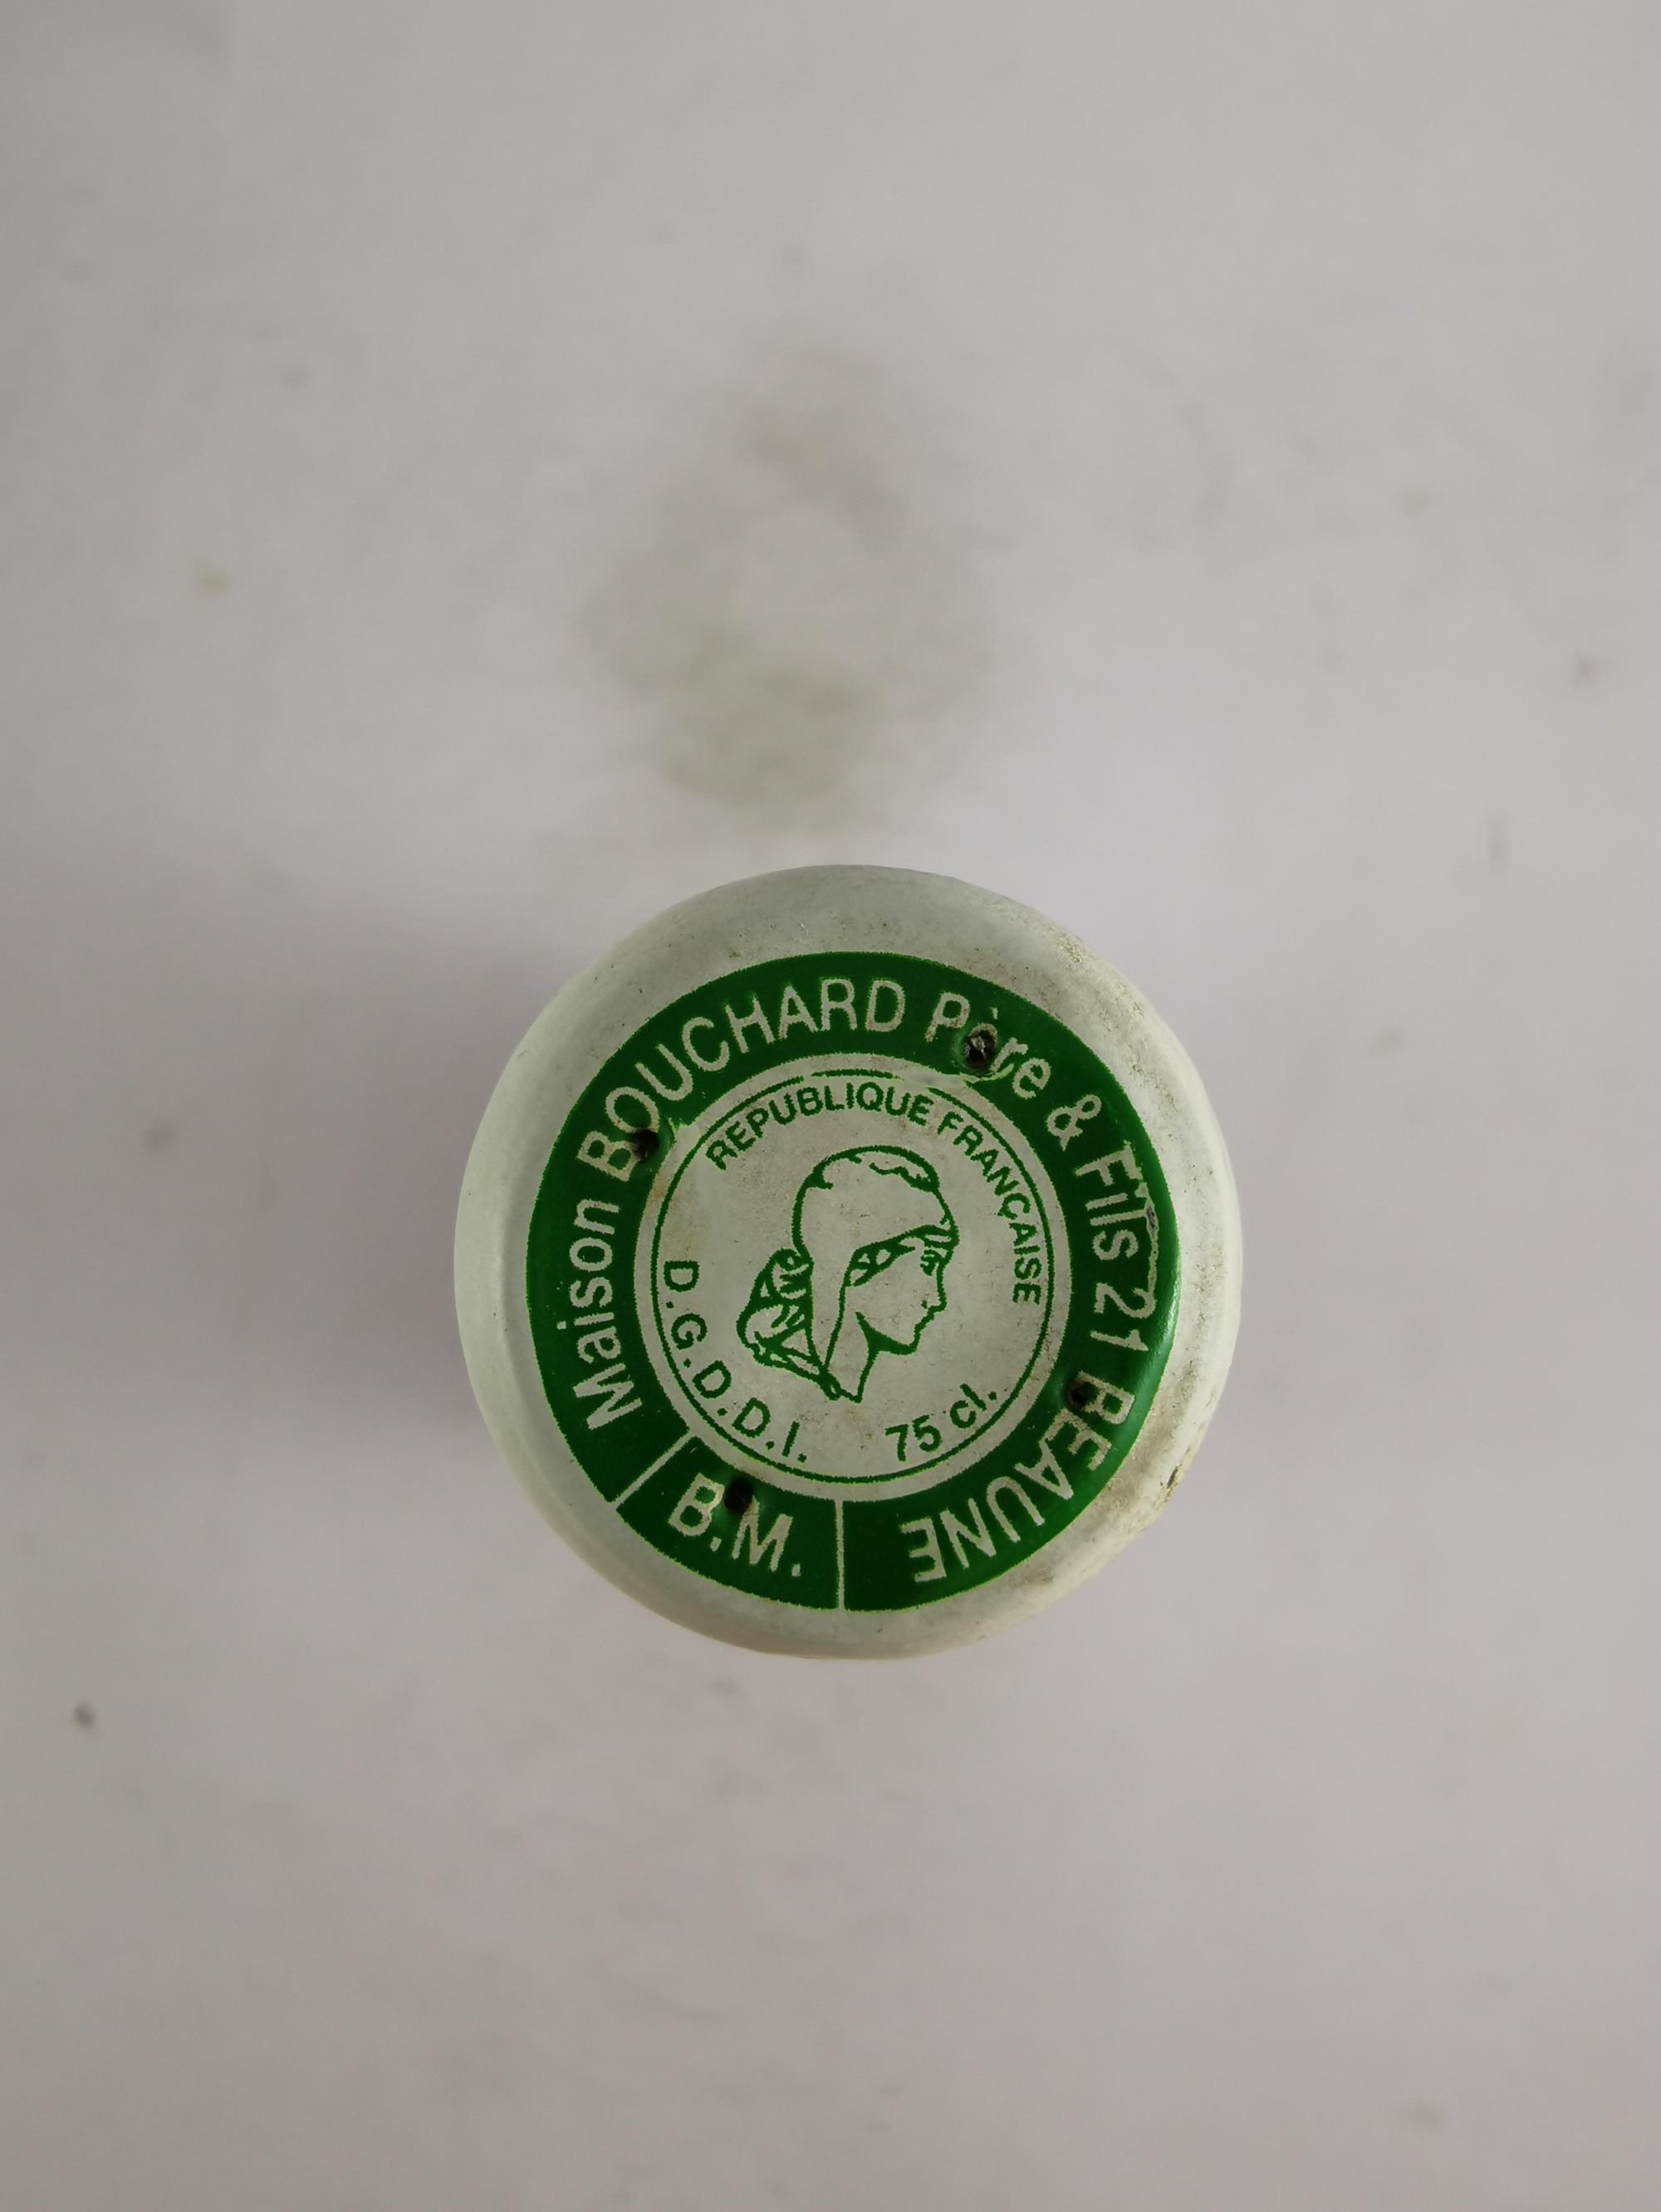 Maison BOUCHARD Père & Fils 21 BEAUNE
B.M.
REPUBLIQUE FRANÇAISE
D.G.D.D.I.
75 cl.